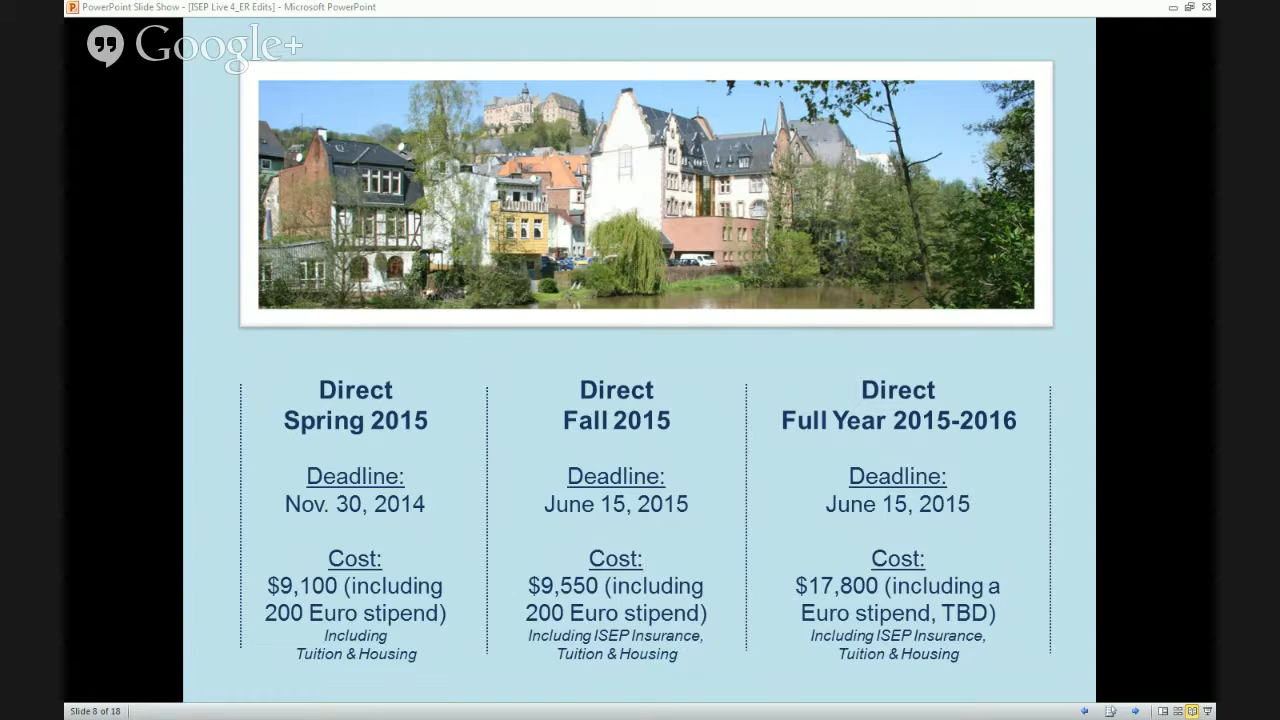 PowerPoint Slide Show - [ISEP Live 4_ER Edits] - Microsoft PowerPoint
Google+
Direct
Spring 2015
Deadline:
Nov. 30, 2014
Cost:
$9,100 (including
200 Euro stipend)
Including
Tuition & Housing
Direct
Fall 2015
Deadline:
June 15, 2015
Cost:
$9,550 (including
200 Euro stipend)
Including ISEP Insurance,
Tuition & Housing
Direct
Full Year 2015-2016
Deadline:
June 15, 2015
Cost:
$17,800 (including a
Euro stipend, TBD)
Including ISEP Insurance,
Tuition & Housing
Slide 8 of 18